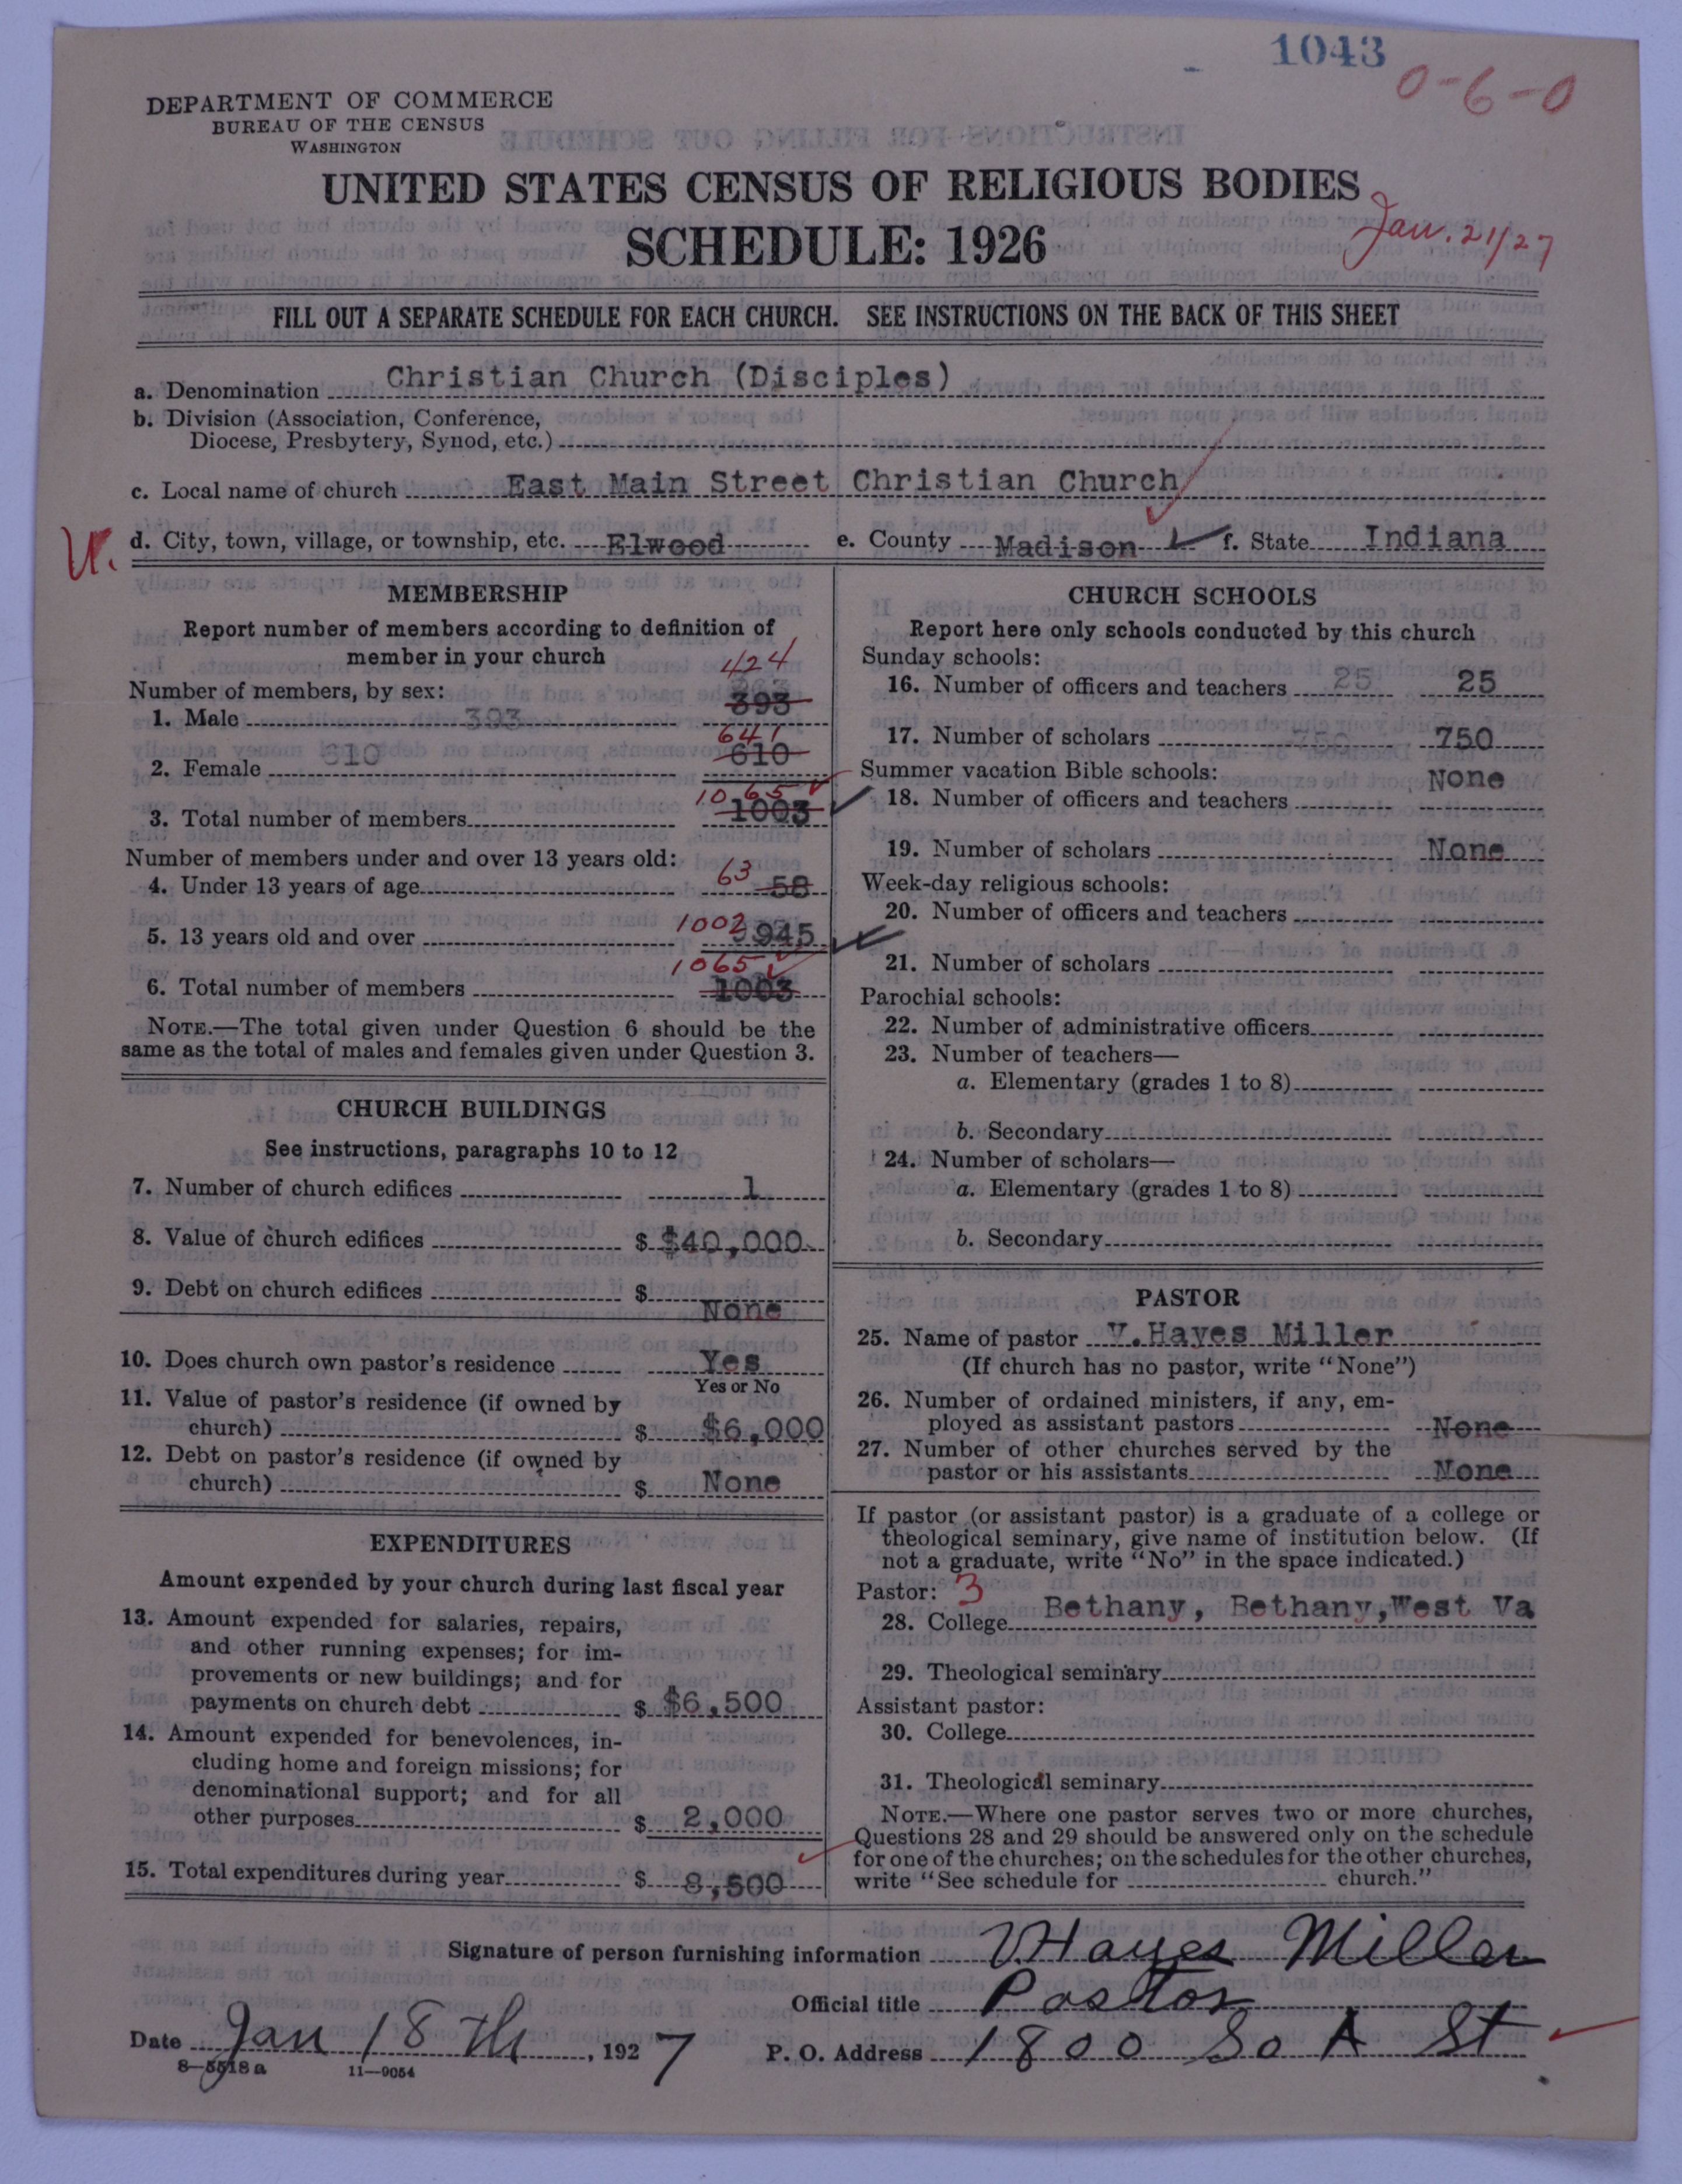 1043
0-6-0
DEPARTMENT OF COMMERCE
BUREAU OF THE CENSUS
WASHINGTON
UNITED STATES CENSUS OF RELIGIOUS BODIES
SCHEDULE: 1926
Jan. 21/27
FILL OUT A SEPARATE SCHEDULE FOR EACH CHURCH. SEE INSTRUCTIONS ON THE BACK OF THIS SHEET
a. Denomination Christian Church (Disciples)
b. Division (Association, Conference,
Diocese, Presbytery, Synod, etc.)
c. Local name of church East Main Street Christian Church
U. d. City, town, village, or township, etc. Elwood e. County Madison f. State Indiana
MEMBERSHIP
Report number of members according to definition of
member in your church
Number of members, by sex:
424
1. Male 393 393
641
2. Female 610 610
1065
3. Total number of members 1003
Number of members under and over 13 years old:
4. Under 13 years of age 63 58
5. 13 years old and over 1002 945
1065
6. Total number of members 1003
NOTE.—The total given under Question 6 should be the
same as the total of males and females given under Question 3.
CHURCH BUILDINGS
See instructions, paragraphs 10 to 12
7. Number of church edifices 1
8. Value of church edifices $ $40,000
9. Debt on church edifices $ None
10. Does church own pastor's residence Yes
Yes or No
11. Value of pastor's residence (if owned by
church) $ $6,000
12. Debt on pastor's residence (if owned by
church) $ None
EXPENDITURES
Amount expended by your church during last fiscal year
13. Amount expended for salaries, repairs,
and other running expenses; for im-
provements or new buildings; and for
payments on church debt $ $6,500
14. Amount expended for benevolences, in-
cluding home and foreign missions; for
denominational support; and for all
other purposes $ 2,000
15. Total expenditures during year $ 8,500
CHURCH SCHOOLS
Report here only schools conducted by this church
Sunday schools:
16. Number of officers and teachers 25 25
17. Number of scholars 750 750
Summer vacation Bible schools:
18. Number of officers and teachers None
19. Number of scholars None
Week-day religious schools:
20. Number of officers and teachers
21. Number of scholars
Parochial schools:
22. Number of administrative officers
23. Number of teachers—
a. Elementary (grades 1 to 8)
b. Secondary
24. Number of scholars—
a. Elementary (grades 1 to 8)
b. Secondary
PASTOR
25. Name of pastor V.Hayes Miller
(If church has no pastor, write "None")
26. Number of ordained ministers, if any, em-
ployed as assistant pastors None
27. Number of other churches served by the
pastor or his assistants None
If pastor (or assistant pastor) is a graduate of a college or
theological seminary, give name of institution below. (If
not a graduate, write "No" in the space indicated.)
Pastor: 3
28. College Bethany, Bethany,West Va
29. Theological seminary
Assistant pastor:
30. College
31. Theological seminary
NOTE.—Where one pastor serves two or more churches,
Questions 28 and 29 should be answered only on the schedule
for one of the churches; on the schedules for the other churches,
write "See schedule for church."
Signature of person furnishing information V Hayes Miller
Official title Pastor
Date Jan 18 th, 1927 P. O. Address 1800 So A St
8—5518 a 11—9054